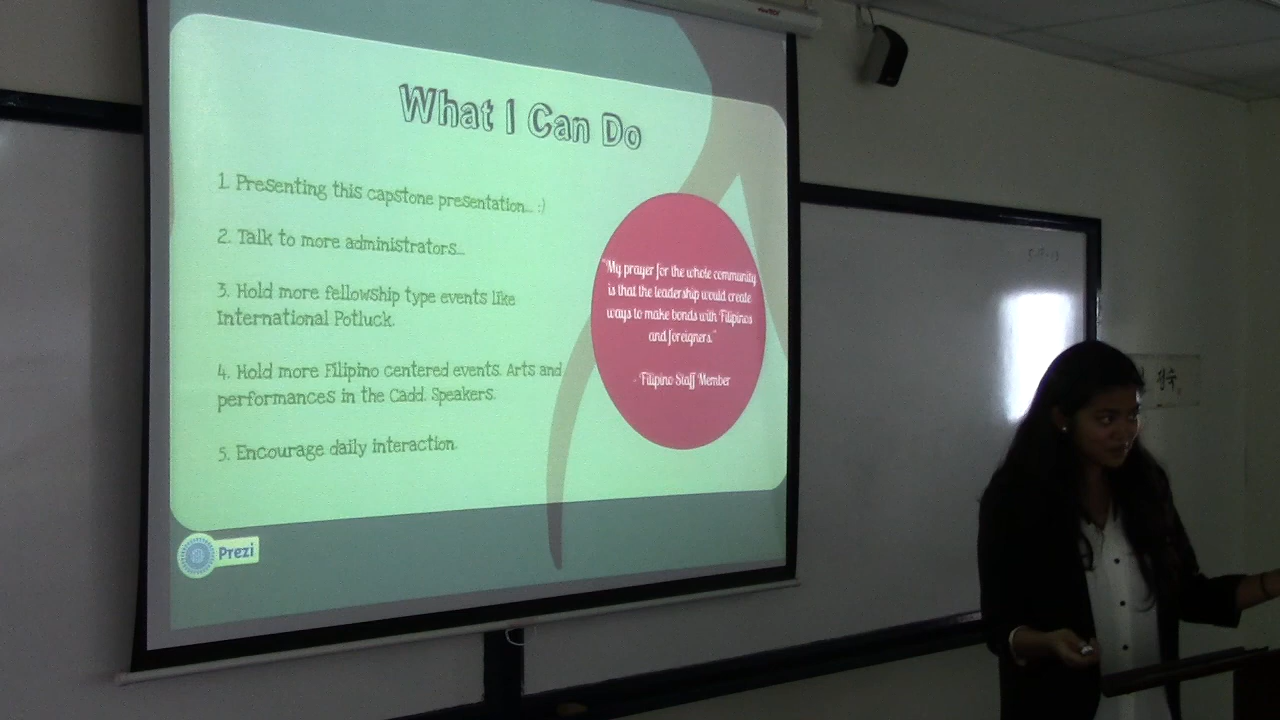 What I Can Do
1. Presenting this capstone presentation... :)
2. Talk to more administrators...
3. Hold more fellowship type events like
International Potluck.
4. Hold more Filipino centered events. Arts and
performances in the Cadd. Speakers.
5. Encourage daily interaction.
"My prayer for the whole community
is that the leadership would create
ways to make bonds with Filipinos
and foreigners."
- Filipino Staff Member
Prezi